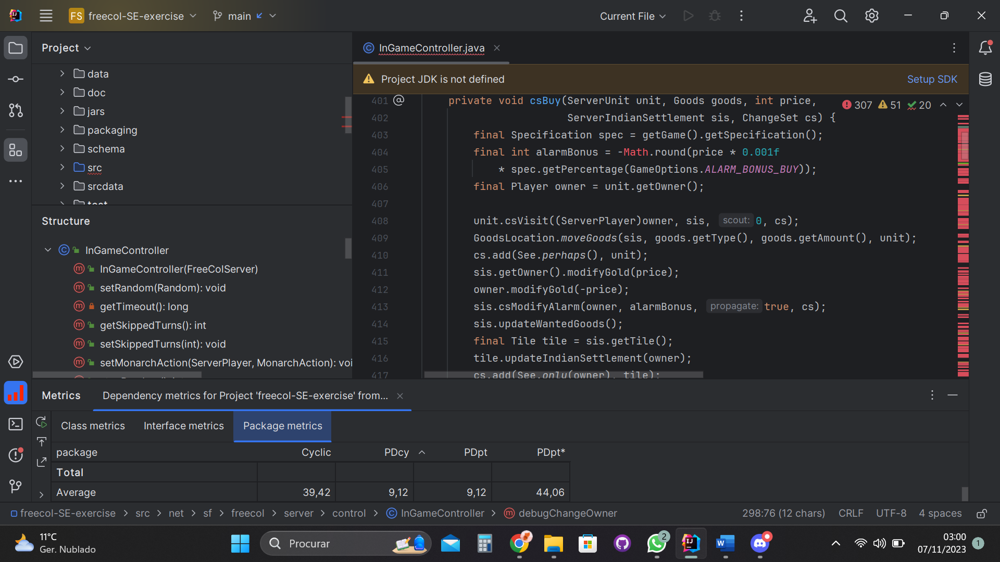 FS freecol-SE-exercise main Current File
Project
InGameController.java
data
doc
jars
packaging
schema
src
srcdata
test
Project JDK is not defined Setup SDK
307 51 20
401 private void csBuy(ServerUnit unit, Goods goods, int price,
402 ServerIndianSettlement sis, ChangeSet cs) {
403 final Specification spec = getGame().getSpecification();
404 final int alarmBonus = -Math.round(price * 0.001f
405 * spec.getPercentage(GameOptions.ALARM_BONUS_BUY));
406 final Player owner = unit.getOwner();
407
408 unit.csVisit((ServerPlayer)owner, sis, scout: 0, cs);
409 GoodsLocation.moveGoods(sis, goods.getType(), goods.getAmount(), unit);
410 cs.add(See.perhaps(), unit);
411 sis.getOwner().modifyGold(price);
412 owner.modifyGold(-price);
413 sis.csModifyAlarm(owner, alarmBonus, propagate: true, cs);
414 sis.updateWantedGoods();
415 final Tile tile = sis.getTile();
416 tile.updateIndianSettlement(owner);
417 cs.add(See.only(owner), tile);
Structure
InGameController
InGameController(FreeColServer)
setRandom(Random): void
getTimeout(): long
getSkippedTurns(): int
setSkippedTurns(int): void
setMonarchAction(ServerPlayer, MonarchAction): voi
Metrics Dependency metrics for Project 'freecol-SE-exercise' from...
Class metrics Interface metrics Package metrics
package Cyclic PDcy PDpt PDpt*
Total
Average 39,42 9,12 9,12 44,06
freecol-SE-exercise > src > net > sf > freecol > server > control > InGameController > debugChangeOwner 298:76 (12 chars) CRLF UTF-8 4 spaces
11°C
Ger. Nublado
Procurar
2
03:00
07/11/2023
1